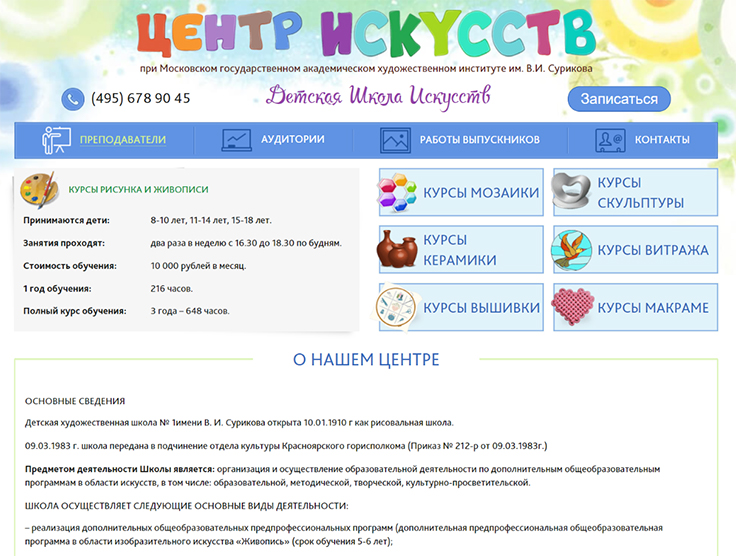 ЦЕНТР ИСКУССТВ
при Московском государственном академическом художественном институте им. В.И. Сурикова
(495) 678 90 45
Детская Школа Искусств
Записаться
ПРЕПОДАВАТЕЛИ
АУДИТОРИИ
РАБОТЫ ВЫПУСКНИКОВ
КОНТАКТЫ
КУРСЫ РИСУНКА И ЖИВОПИСИ
Принимаются дети: 8-10 лет, 11-14 лет, 15-18 лет.
Занятия проходят: два раза в неделю с 16.30 до 18.30 по будням.
Стоимость обучения: 10 000 рублей в месяц.
1 год обучения: 216 часов.
Полный курс обучения: 3 года – 648 часов.
КУРСЫ МОЗАИКИ
КУРСЫ
СКУЛЬПТУРЫ
КУРСЫ
КЕРАМИКИ
КУРСЫ ВИТРАЖА
КУРСЫ ВЫШИВКИ
КУРСЫ МАКРАМЕ
О НАШЕМ ЦЕНТРЕ
ОСНОВНЫЕ СВЕДЕНИЯ
Детская художественная школа № 1имени В. И. Сурикова открыта 10.01.1910 г как рисовальная школа.
09.03.1983 г. школа передана в подчинение отдела культуры Красноярского горисполкома (Приказ № 212-р от 09.03.1983г.)
Предметом деятельности Школы является: организация и осуществление образовательной деятельности по дополнительным общеобразовательным
программам в области искусств, в том числе: образовательной, методической, творческой, культурно-просветительской.
ШКОЛА ОСУЩЕСТВЛЯЕТ СЛЕДУЮЩИЕ ОСНОВНЫЕ ВИДЫ ДЕЯТЕЛЬНОСТИ:
– реализация дополнительных общеобразовательных предпрофессиональных программ (дополнительная предпрофессиональная общеобразовательная
программа в области изобразительного искусства «Живопись» (срок обучения 5-6 лет);